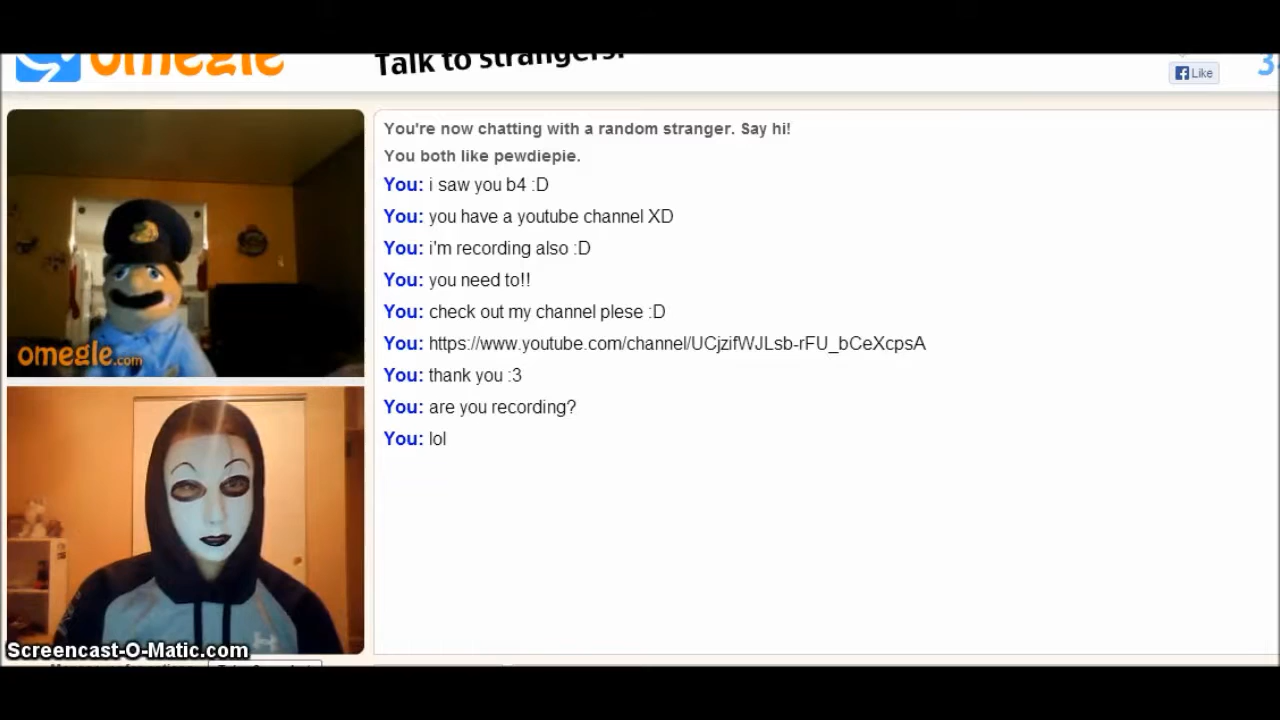 omegle
Talk to strangers!
Like
You're now chatting with a random stranger. Say hi!
You both like pewdiepie.
You: i saw you b4 :D
You: you have a youtube channel XD
You: i'm recording also :D
You: you need to!!
You: check out my channel plese :D
You: https://www.youtube.com/channel/UCjzifWJLsb-rFU_bCeXcpsA
You: thank you :3
You: are you recording?
You: lol
omegle.com
Screencast-O-Matic.com